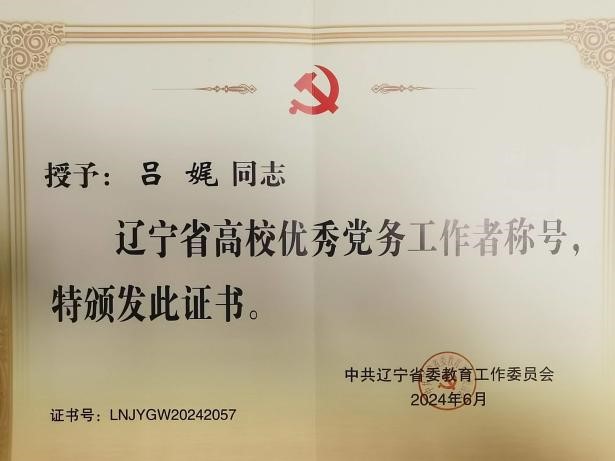 授予：吕娓同志
辽宁省高校优秀党务工作者称号，
特颁发此证书。
中共辽宁省委教育工作委员会
2024年6月
证书号：LNJYGW20242057